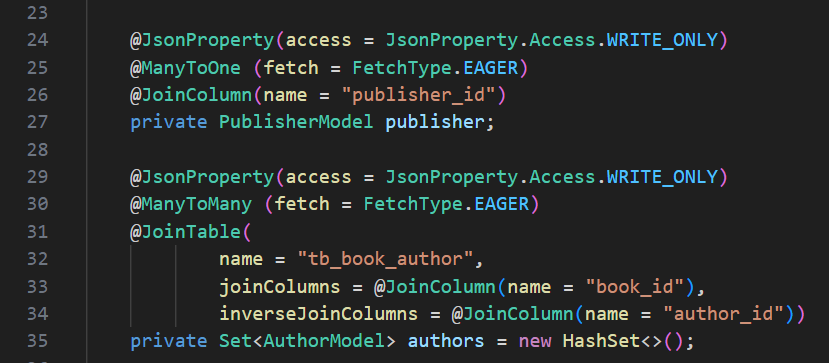 23
24 @JsonProperty(access = JsonProperty.Access.WRITE_ONLY)
25 @ManyToOne (fetch = FetchType.EAGER)
26 @JoinColumn(name = "publisher_id")
27 private PublisherModel publisher;
28
29 @JsonProperty(access = JsonProperty.Access.WRITE_ONLY)
30 @ManyToMany (fetch = FetchType.EAGER)
31 @JoinTable(
32 name = "tb_book_author",
33 joinColumns = @JoinColumn(name = "book_id"),
34 inverseJoinColumns = @JoinColumn(name = "author_id"))
35 private Set<AuthorModel> authors = new HashSet<>();